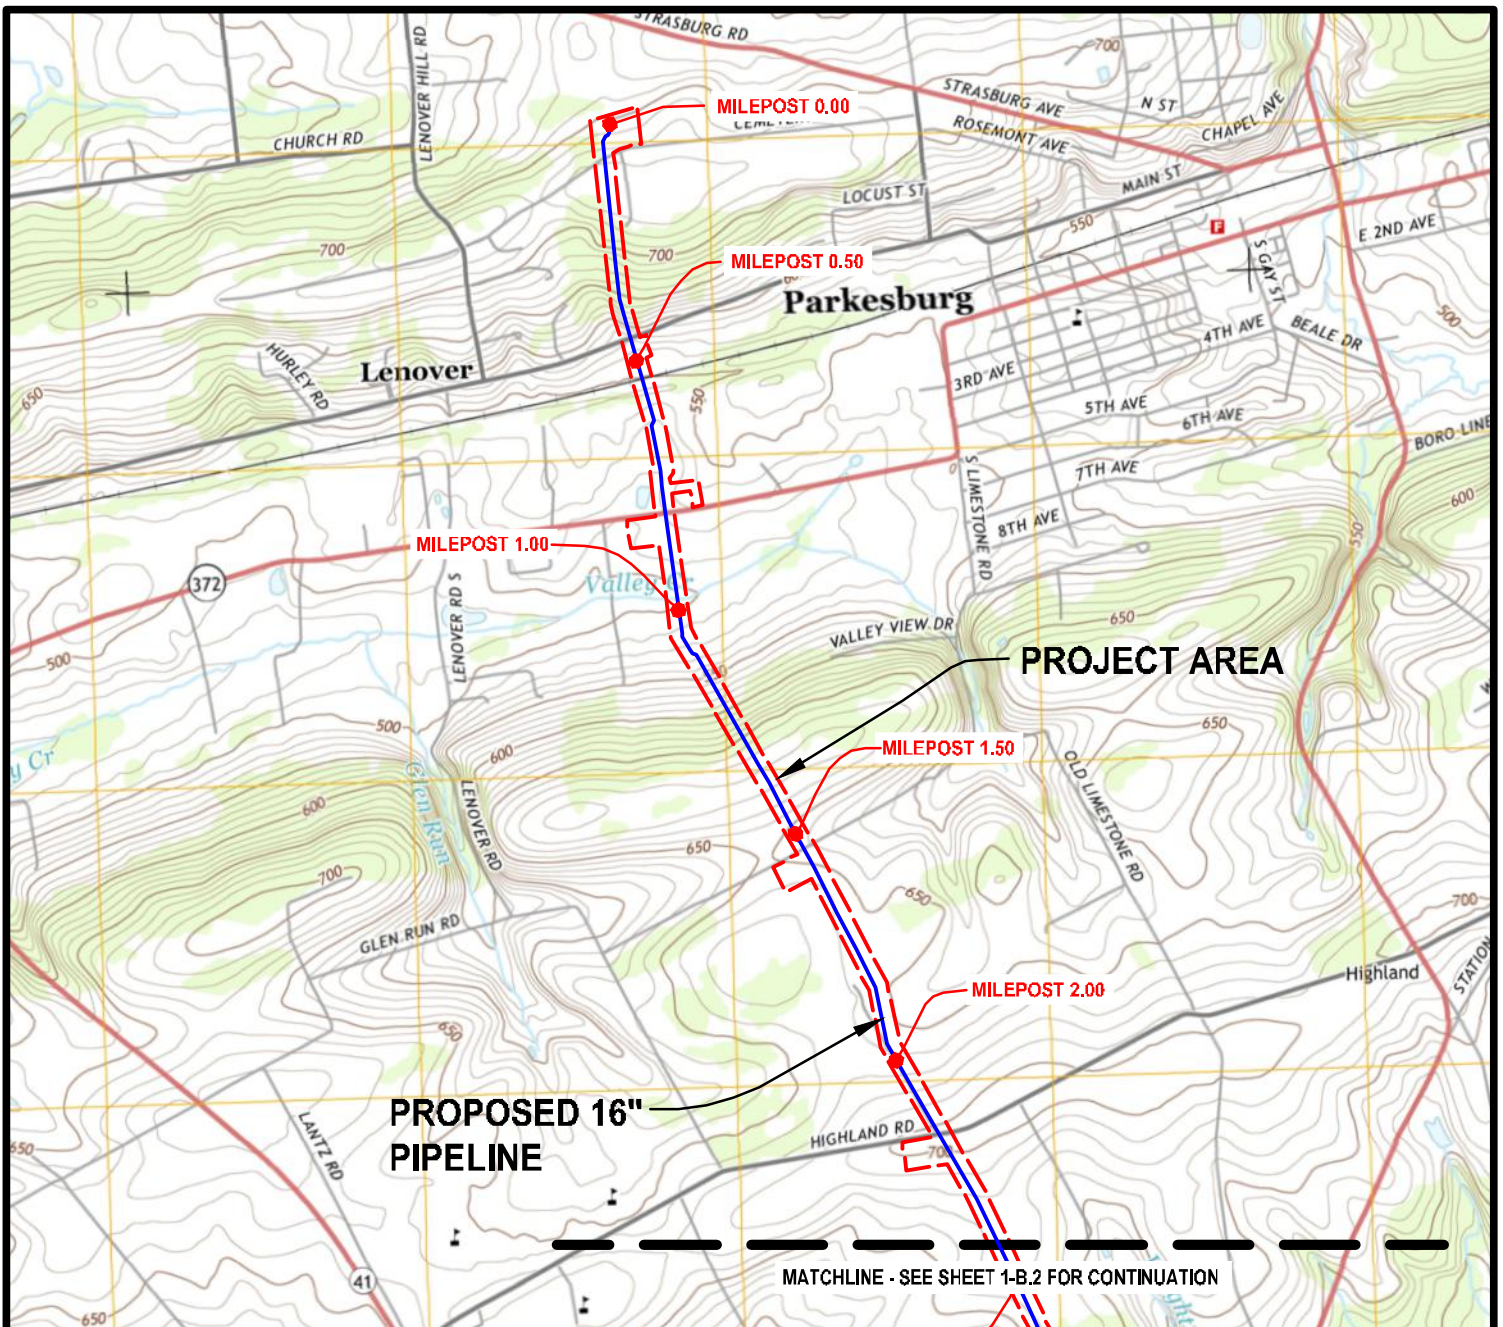 STRASBURG RD
700
LENOVER HILL RD
STRASBURG AVE
N ST
MILEPOST 0.00
CHURCH RD
ROSEMONT AVE
CHAPEL AVE
LOCUST ST
MAIN ST
700
700
550
F
E 2ND AVE
S GAY ST
MILEPOST 0.50
Parkesburg
500
4TH AVE
BEALE DR
HURLEY RD
Lenover
3RD AVE
650
550
5TH AVE
6TH AVE
BORO LINE
7TH AVE
S LIMESTONE RD
600
8TH AVE
550
MILEPOST 1.00
372
Valley Cr
LENOVER RD S
VALLEY VIEW DR
650
500
PROJECT AREA
500
650
y Cr
600
MILEPOST 1.50
Glen Run
LENOVER RD
OLD LIMESTONE RD
600
650
700
650
700
GLEN RUN RD
Highland
STATION
MILEPOST 2.00
650
PROPOSED 16"
PIPELINE
LANTZ RD
HIGHLAND RD
700
650
MATCHLINE - SEE SHEET 1-B.2 FOR CONTINUATION
41
650